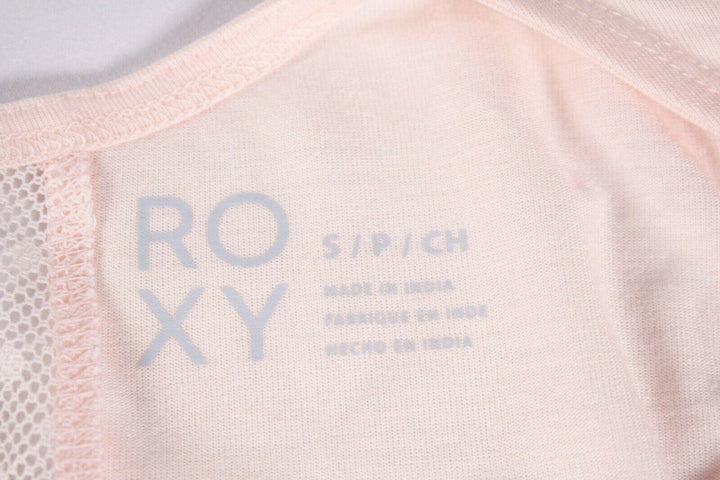 RO
XY
S / P / CH
MADE IN INDIA
FABRIQUE EN INDE
HECHO EN INDIA